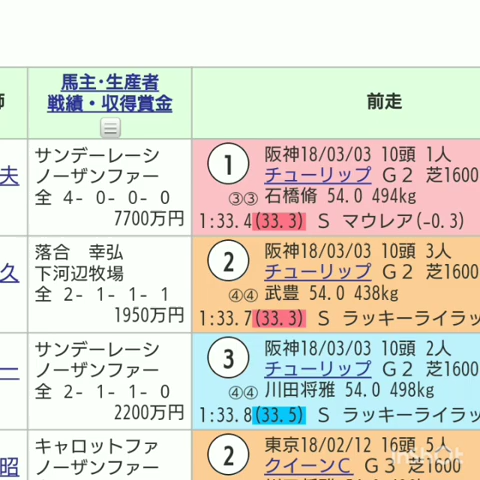 馬主・生産者
戦績・収得賞金
前走
夫
サンデーレーシ
ノーザンファー
全 4- 0- 0- 0
7700万円
1
阪神18/03/03 10頭 1人
チューリップ G2 芝1600
③③ 石橋脩 54.0 494kg
1:33.4(33.3) S マウレア(-0.3)
久
落合 幸弘
下河辺牧場
全 2- 1- 1- 1
1950万円
2
阪神18/03/03 10頭 3人
チューリップ G2 芝1600
④④ 武豊 54.0 438kg
1:33.7(33.3) S ラッキーライラッ
一
サンデーレーシ
ノーザンファー
全 2- 1- 1- 0
2200万円
3
阪神18/03/03 10頭 2人
チューリップ G2 芝1600
④④ 川田将雅 54.0 498kg
1:33.8(33.5) S ラッキーライラッ
昭
キャロットファ
ノーザンファー
2
東京18/02/12 16頭 5人
クイーンC G3 芝1600